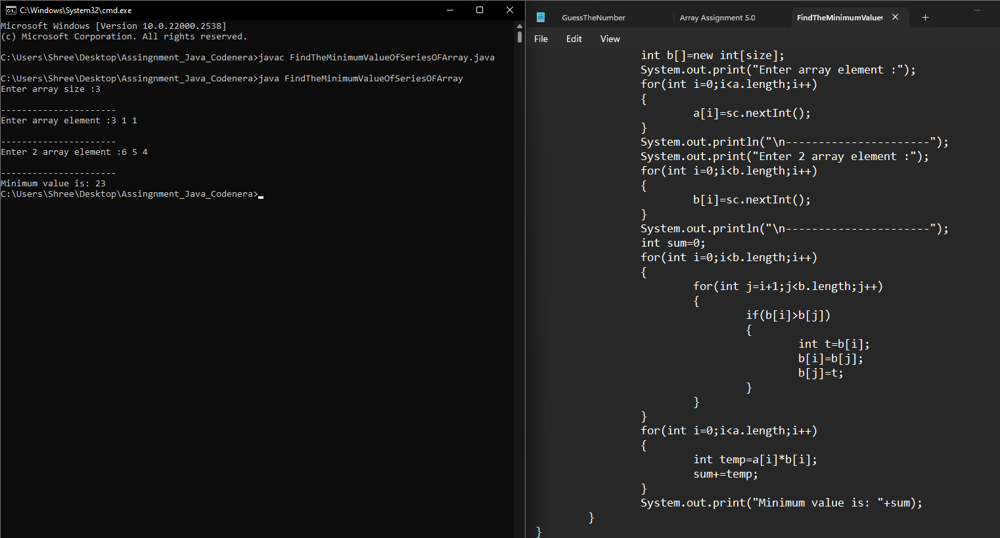 C:\Windows\System32\cmd.exe
Microsoft Windows [Version 10.0.22000.2538]
(c) Microsoft Corporation. All rights reserved.
C:\Users\Shree\Desktop\Assingnment_Java_Codenera>javac FindTheMinimumValueOfSeriesOFArray.java
C:\Users\Shree\Desktop\Assingnment_Java_Codenera>java FindTheMinimumValueOfSeriesOFArray
Enter array size :3
----------------------
Enter array element :3 1 1
----------------------
Enter 2 array element :6 5 4
----------------------
Minimum value is: 23
C:\Users\Shree\Desktop\Assingnment_Java_Codenera>
GuessTheNumber
Array Assignment 5.0
FindTheMinimumValue
File Edit View
int b[]=new int[size];
System.out.print("Enter array element :");
for(int i=0;i<a.length;i++)
{
a[i]=sc.nextInt();
}
System.out.println("\n----------------------");
System.out.print("Enter 2 array element :");
for(int i=0;i<b.length;i++)
{
b[i]=sc.nextInt();
}
System.out.println("\n----------------------");
int sum=0;
for(int i=0;i<b.length;i++)
{
for(int j=i+1;j<b.length;j++)
{
if(b[i]>b[j])
{
int t=b[i];
b[i]=b[j];
b[j]=t;
}
}
}
for(int i=0;i<a.length;i++)
{
int temp=a[i]*b[i];
sum+=temp;
}
System.out.print("Minimum value is: "+sum);
}
}